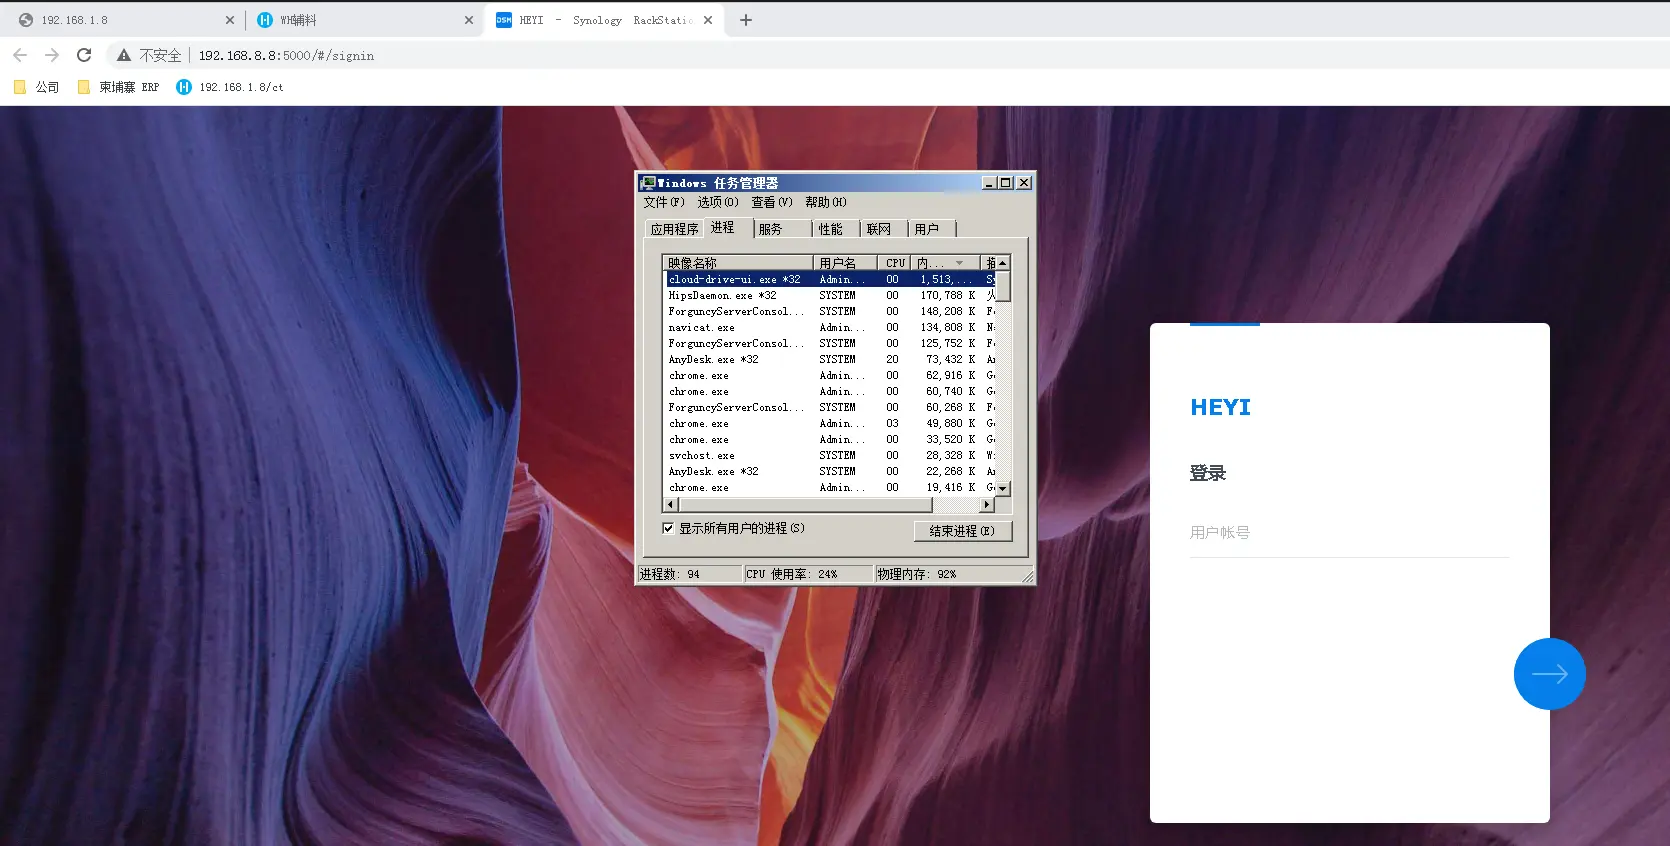 192.168.1.8
WH辅料
HEYI - Synology RackStatio
不安全 192.168.8.8:5000/#/signin
公司 柬埔寨 ERP 192.168.1.8/ct
Windows 任务管理器
文件(F) 选项(O) 查看(V) 帮助(H)
应用程序 进程 服务 性能 联网 用户
映像名称 用户名 CPU 内...
cloud-drive-ui.exe *32 Admin... 00 1,513,...
HipsDaemon.exe *32 SYSTEM 00 170,788 K 火
ForguncyServerConsol... SYSTEM 00 148,208 K
navicat.exe Admin... 00 134,808 K
ForguncyServerConsol... SYSTEM 00 125,752 K
AnyDesk.exe *32 SYSTEM 20 73,432 K
chrome.exe Admin... 00 62,916 K
chrome.exe Admin... 00 60,740 K
ForguncyServerConsol... SYSTEM 00 60,268 K
chrome.exe Admin... 03 49,880 K
chrome.exe Admin... 00 33,520 K
svchost.exe SYSTEM 00 28,328 K
AnyDesk.exe *32 SYSTEM 00 22,268 K
chrome.exe Admin... 00 19,416 K
显示所有用户的进程(S) 结束进程(E)
进程数: 94 CPU 使用率: 24% 物理内存: 92%
HEYI
登录
用户帐号